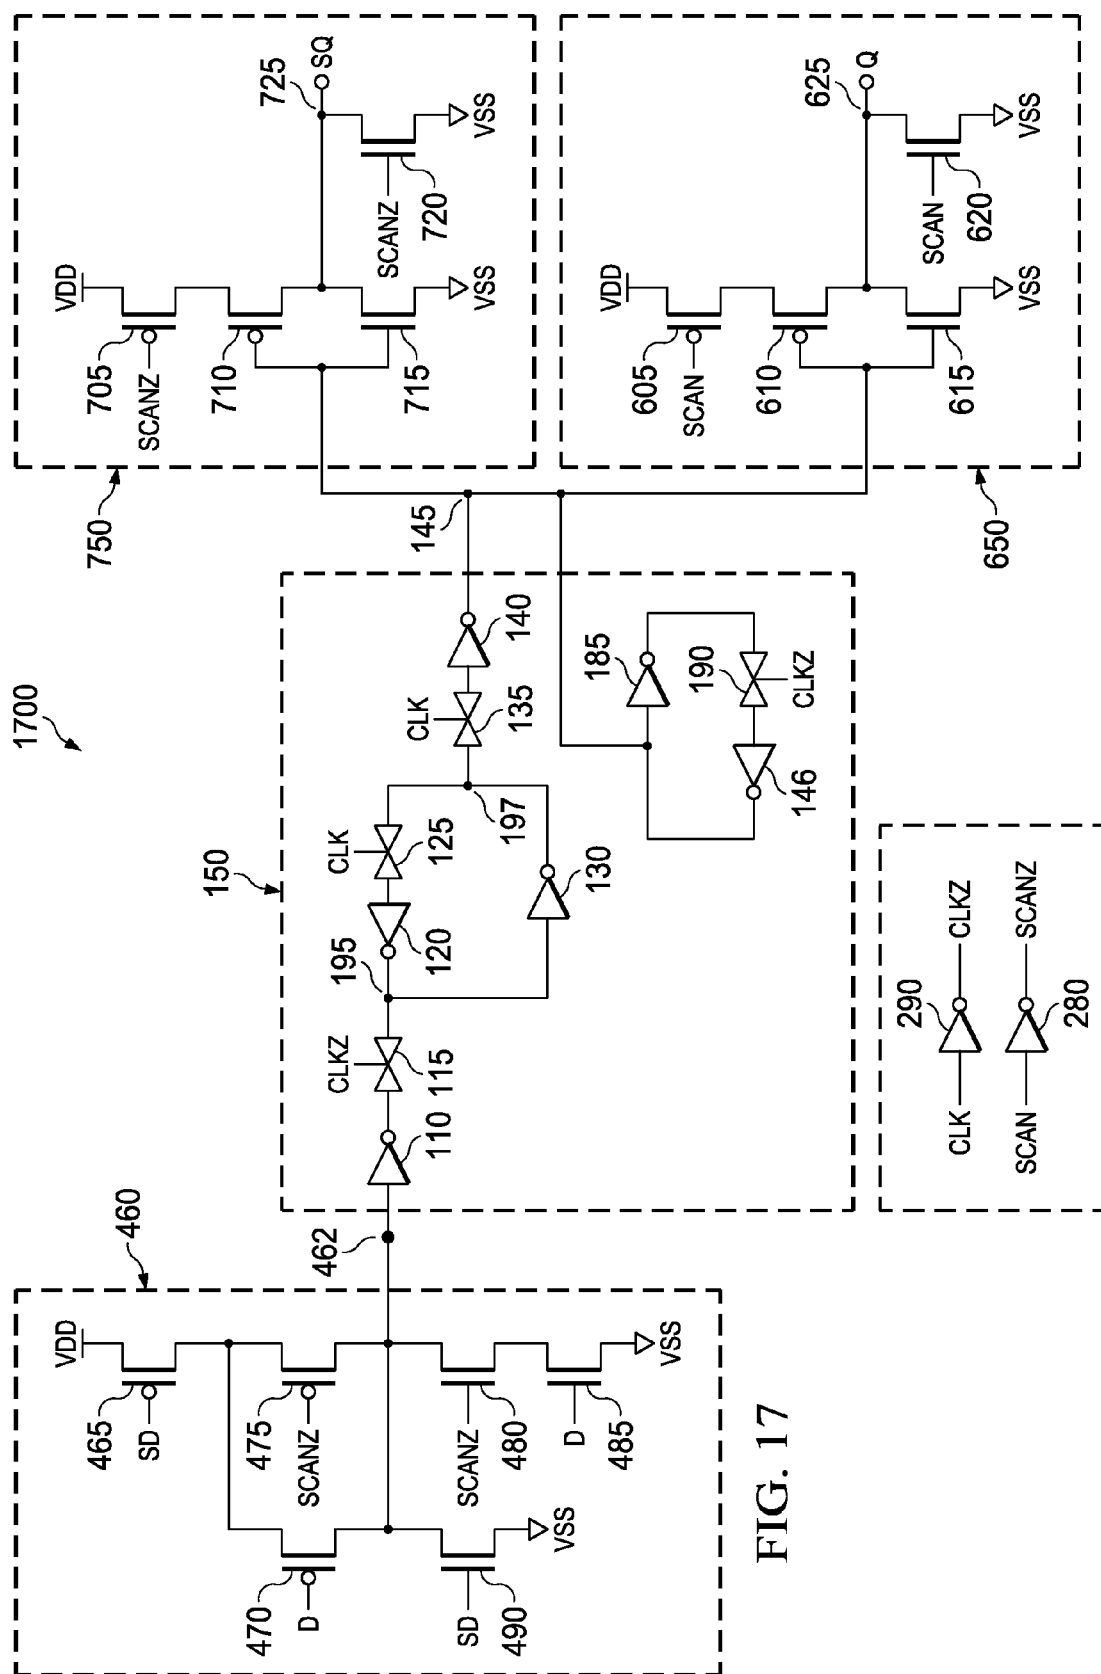 1700
460
VDD
465
SD
475
SCANZ
470
D
SCANZ
480
D
485
VSS
SD
490
VSS
462
150
110
CLKZ
115
195
120
CLK
125
130
197
CLK
135
140
145
185
190
CLKZ
146
750
VDD
705
SCANZ
710
715
VSS
SCANZ
720
VSS
725
SQ
650
VDD
605
SCAN
610
615
VSS
SCAN
620
VSS
625
Q
CLK
290
CLKZ
SCAN
280
SCANZ
FIG. 17